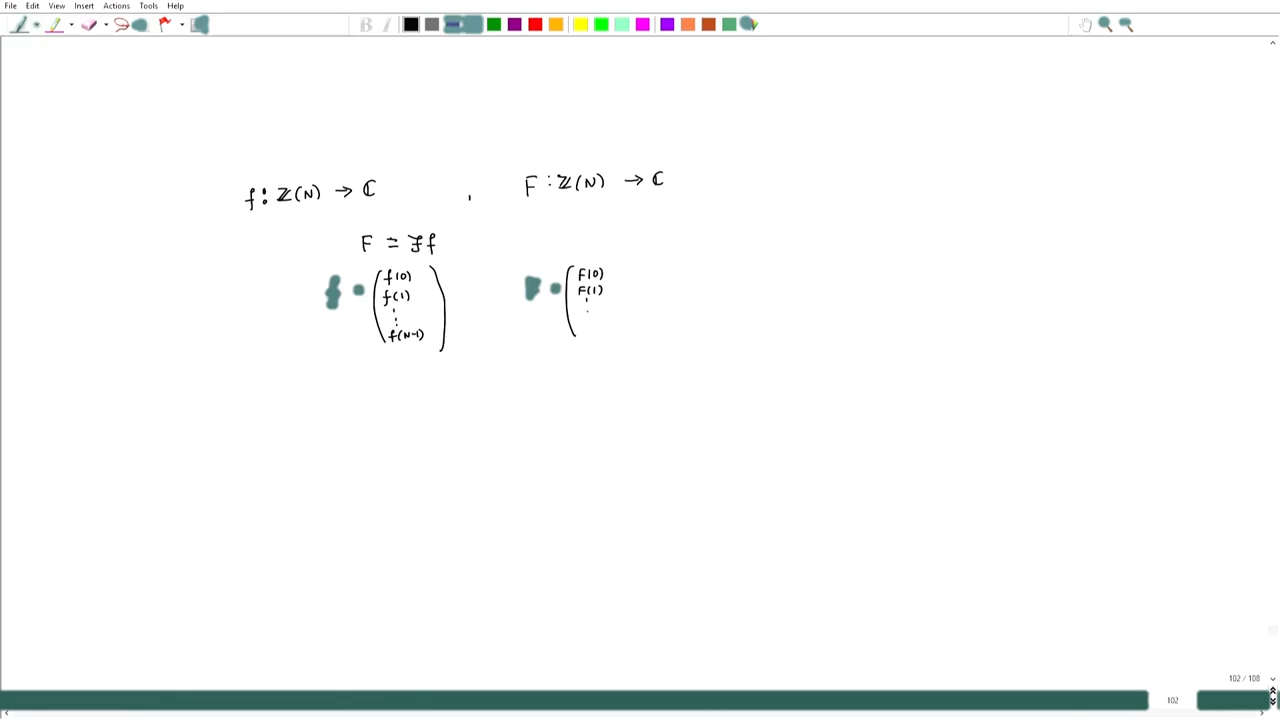 File Edit View Insert Actions Tools Help
B I
f : ℤ(N) → ℂ , F : ℤ(N) → ℂ
F = ℱf
f(0) F(0)
f(1) F(1)
⋮ ⋮
f(N-1)
102 / 108
102